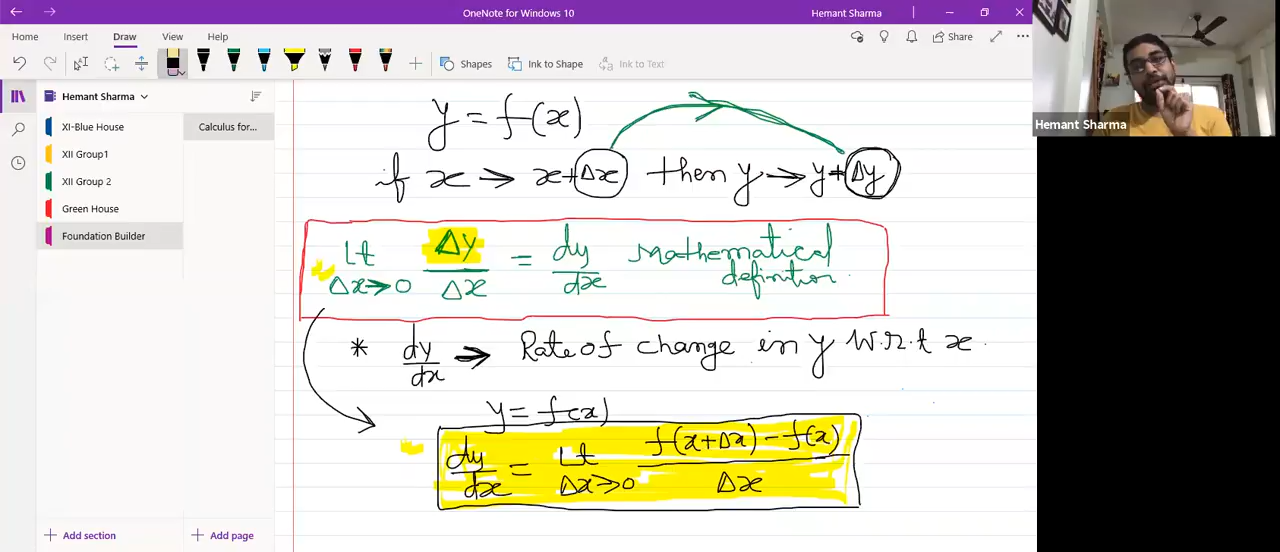 OneNote for Windows 10
Hemant Sharma
Home Insert Draw View Help
Share
Shapes Ink to Shape Ink to Text
Hemant Sharma
XI-Blue House
XII Group1
XII Group 2
Green House
Foundation Builder
Calculus for...
Add section
Add page
y = f(x)
if x → x+Δx then y → y+Δy
Lt Δx→0 Δy/Δx = dy/dx Mathematical definition
* dy/dx → Rate of change in y w.r.t x.
y = f(x)
dy/dx = Lt Δx→0 f(x+Δx) - f(x)/Δx
Hemant Sharma